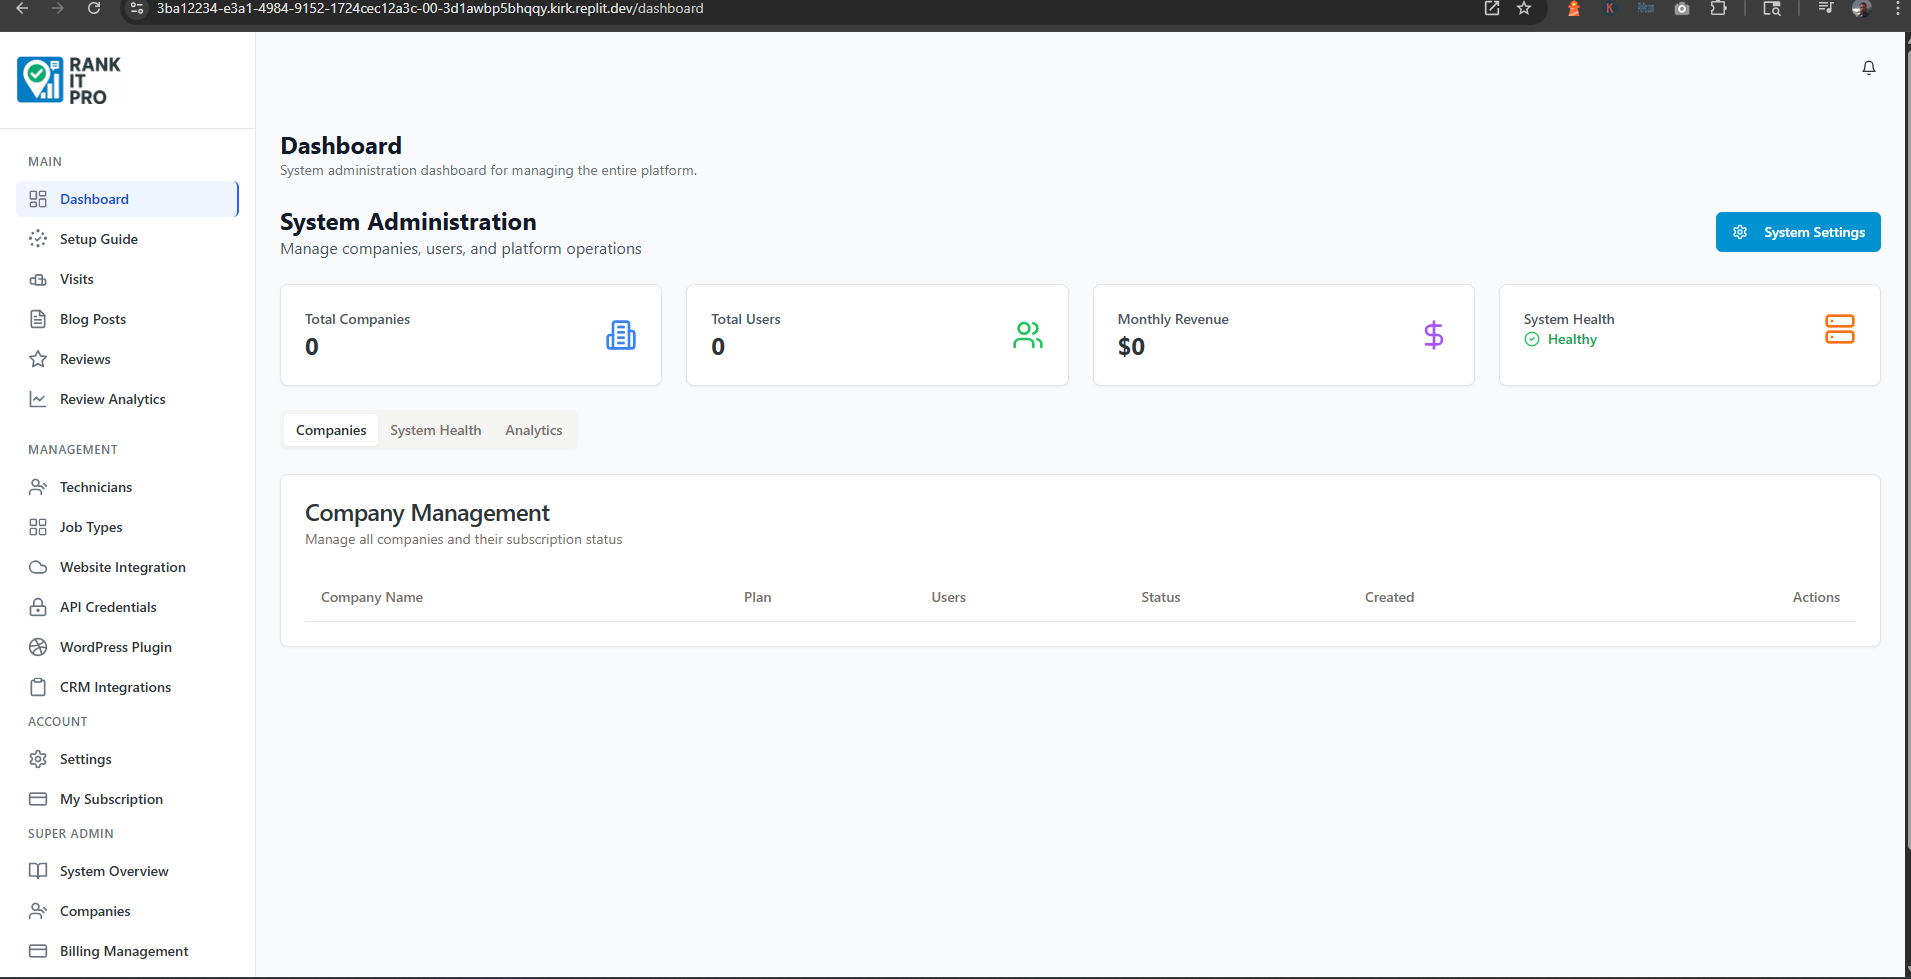 3ba12234-e3a1-4984-9152-1724cec12a3c-00-3d1awbp5bhqqy.kirk.replit.dev/dashboard
RANK
IT
PRO
MAIN
Dashboard
Setup Guide
Visits
Blog Posts
Reviews
Review Analytics
MANAGEMENT
Technicians
Job Types
Website Integration
API Credentials
WordPress Plugin
CRM Integrations
ACCOUNT
Settings
My Subscription
SUPER ADMIN
System Overview
Companies
Billing Management
Dashboard
System administration dashboard for managing the entire platform.
System Administration
Manage companies, users, and platform operations
System Settings
Total Companies
0
Total Users
0
Monthly Revenue
$0
System Health
Healthy
Companies System Health Analytics
Company Management
Manage all companies and their subscription status
Company Name Plan Users Status Created Actions